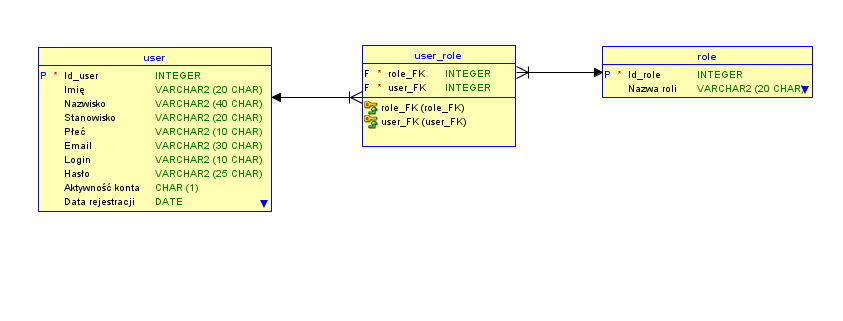 user
P * Id_user INTEGER
Imię VARCHAR2 (20 CHAR)
Nazwisko VARCHAR2 (40 CHAR)
Stanowisko VARCHAR2 (20 CHAR)
Płeć VARCHAR2 (10 CHAR)
Email VARCHAR2 (30 CHAR)
Login VARCHAR2 (10 CHAR)
Hasło VARCHAR2 (25 CHAR)
Aktywność konta CHAR (1)
Data rejestracji DATE
user_role
F * role_FK INTEGER
F * user_FK INTEGER
role_FK (role_FK)
user_FK (user_FK)
role
P * Id_role INTEGER
Nazwa roli VARCHAR2 (20 CHAR)